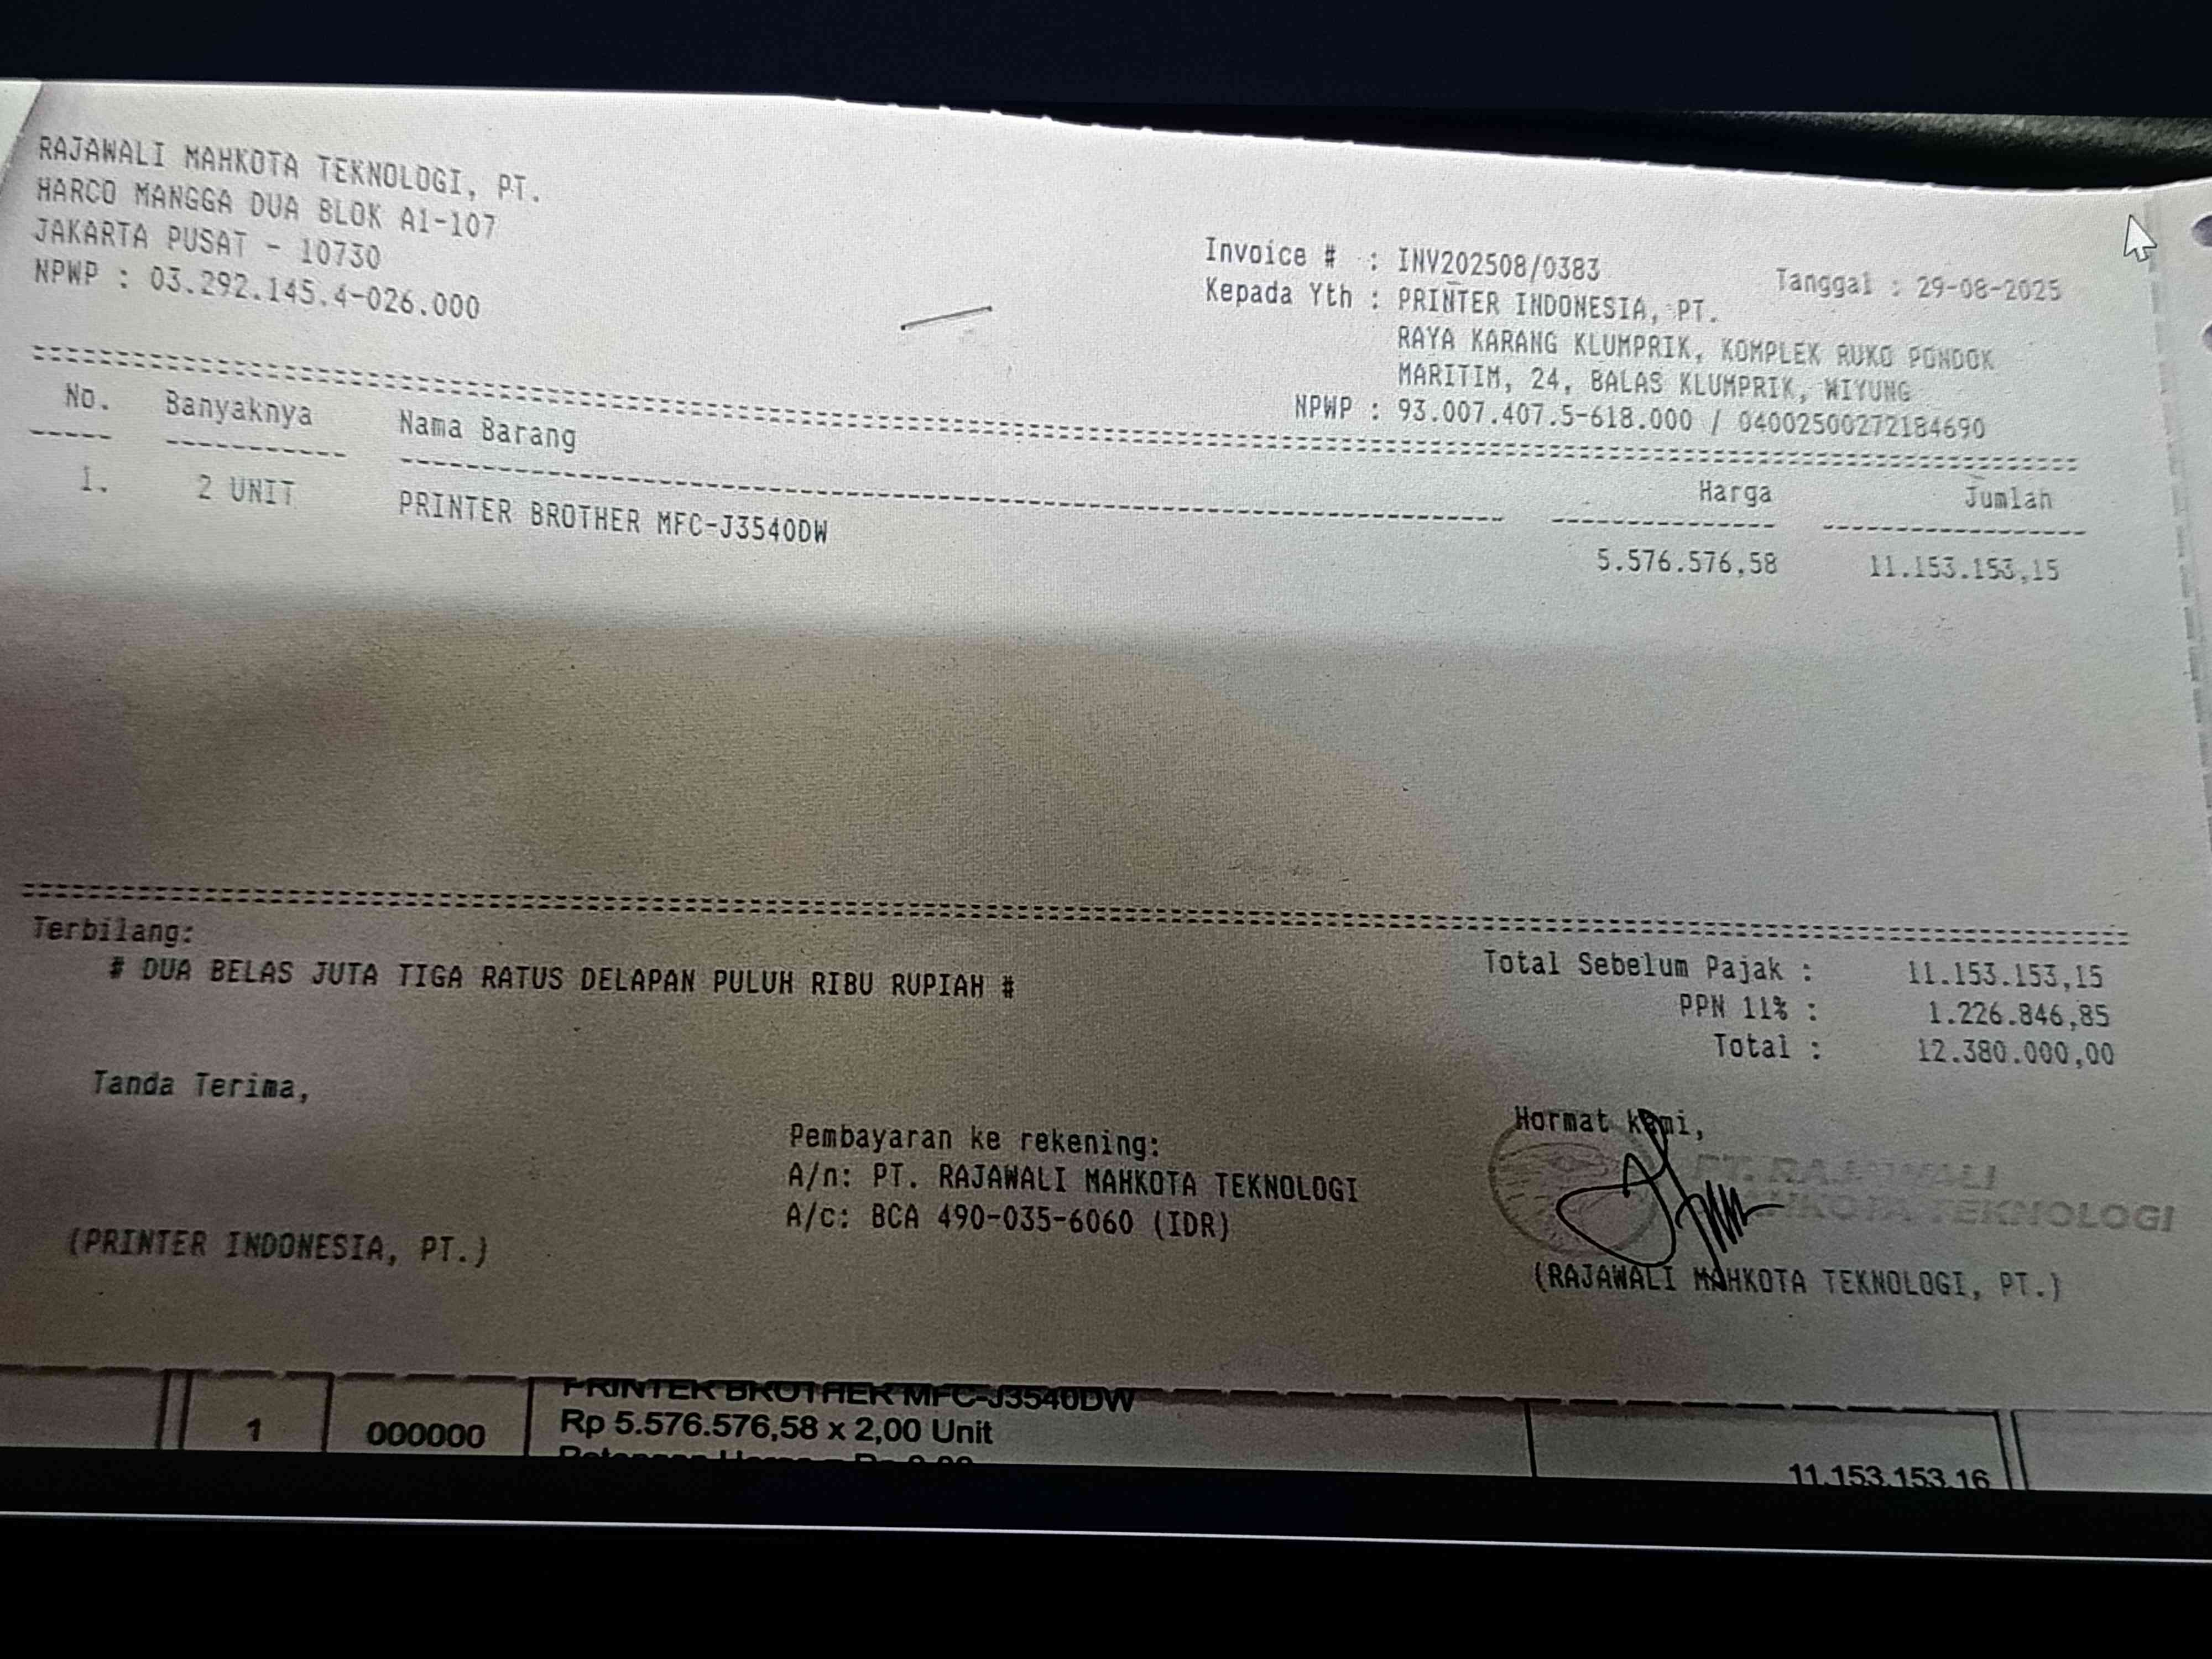 RAJAWALI MAHKOTA TEKNOLOGI, PT.
HARCO MANGGA DUA BLOK A1-107
JAKARTA PUSAT - 10730
NPWP : 03.292.145.4-026.000
Invoice # : INV202508/0383 Tanggal : 29-08-2025
Kepada Yth : PRINTER INDONESIA, PT.
RAYA KARANG KLUMPRIK, KOMPLEK RUKO PONDOK
MARITIM, 24, BALAS KLUMPRIK, WIYUNG
NPWP : 93.007.407.5-618.000 / 04002500272184690
No. Banyaknya Nama Barang Harga Jumlah
1. 2 UNIT PRINTER BROTHER MFC-J3540DW 5.576.576,58 11.153.153,15
Terbilang:
# DUA BELAS JUTA TIGA RATUS DELAPAN PULUH RIBU RUPIAH #
Total Sebelum Pajak : 11.153.153,15
PPN 11% : 1.226.846,85
Total : 12.380.000,00
Tanda Terima,
(PRINTER INDONESIA, PT.)
Pembayaran ke rekening:
A/n: PT. RAJAWALI MAHKOTA TEKNOLOGI
A/c: BCA 490-035-6060 (IDR)
Hormat kami,
PT. RAJAWALI
MAHKOTA TEKNOLOGI
(RAJAWALI MAHKOTA TEKNOLOGI, PT.)
PRINTER BROTHER MFC-J3540DW
1 000000 Rp 5.576.576,58 x 2,00 Unit
11.153.153,16